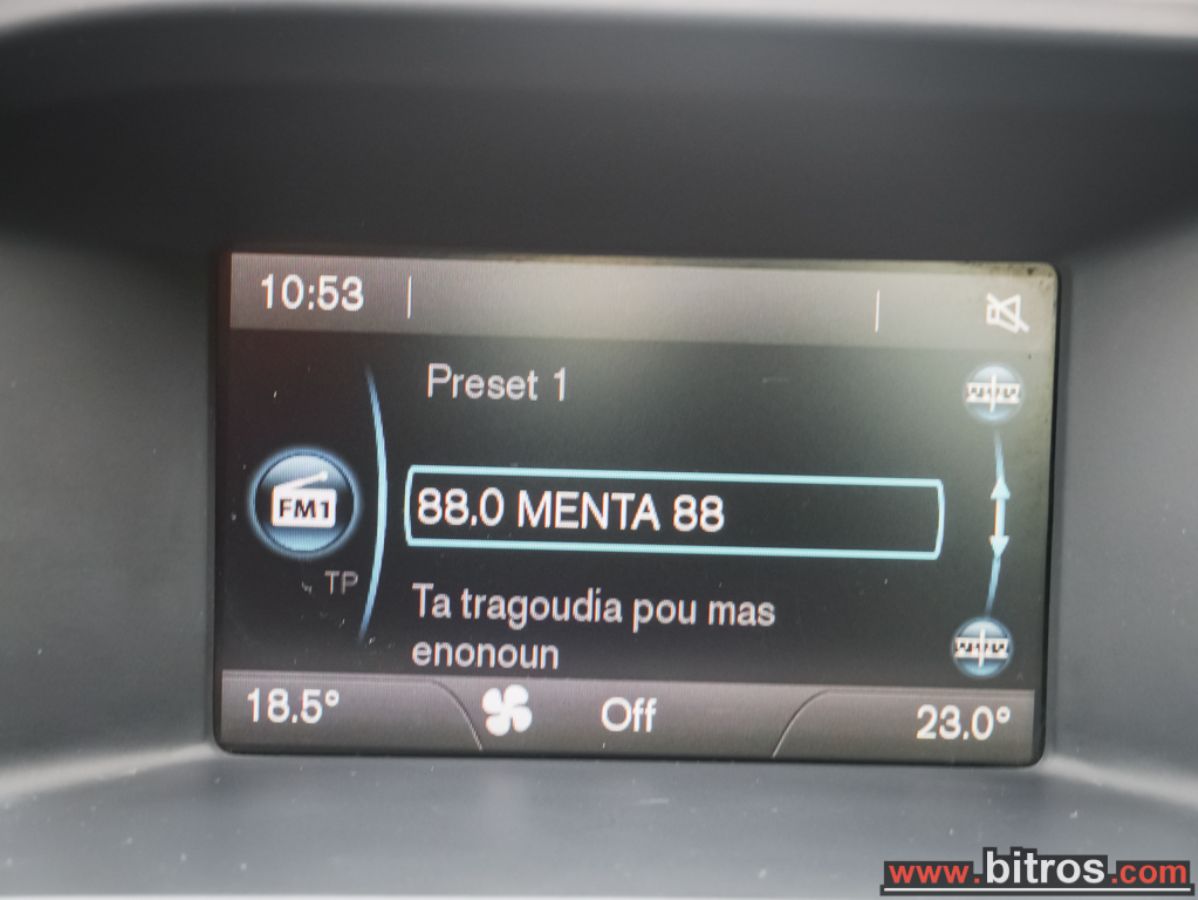 10:53
Preset 1
FM1
88.0 MENTA 88
TP
Ta tragoudia pou mas
enonoun
18.5°
Off
23.0°
www.bitros.com